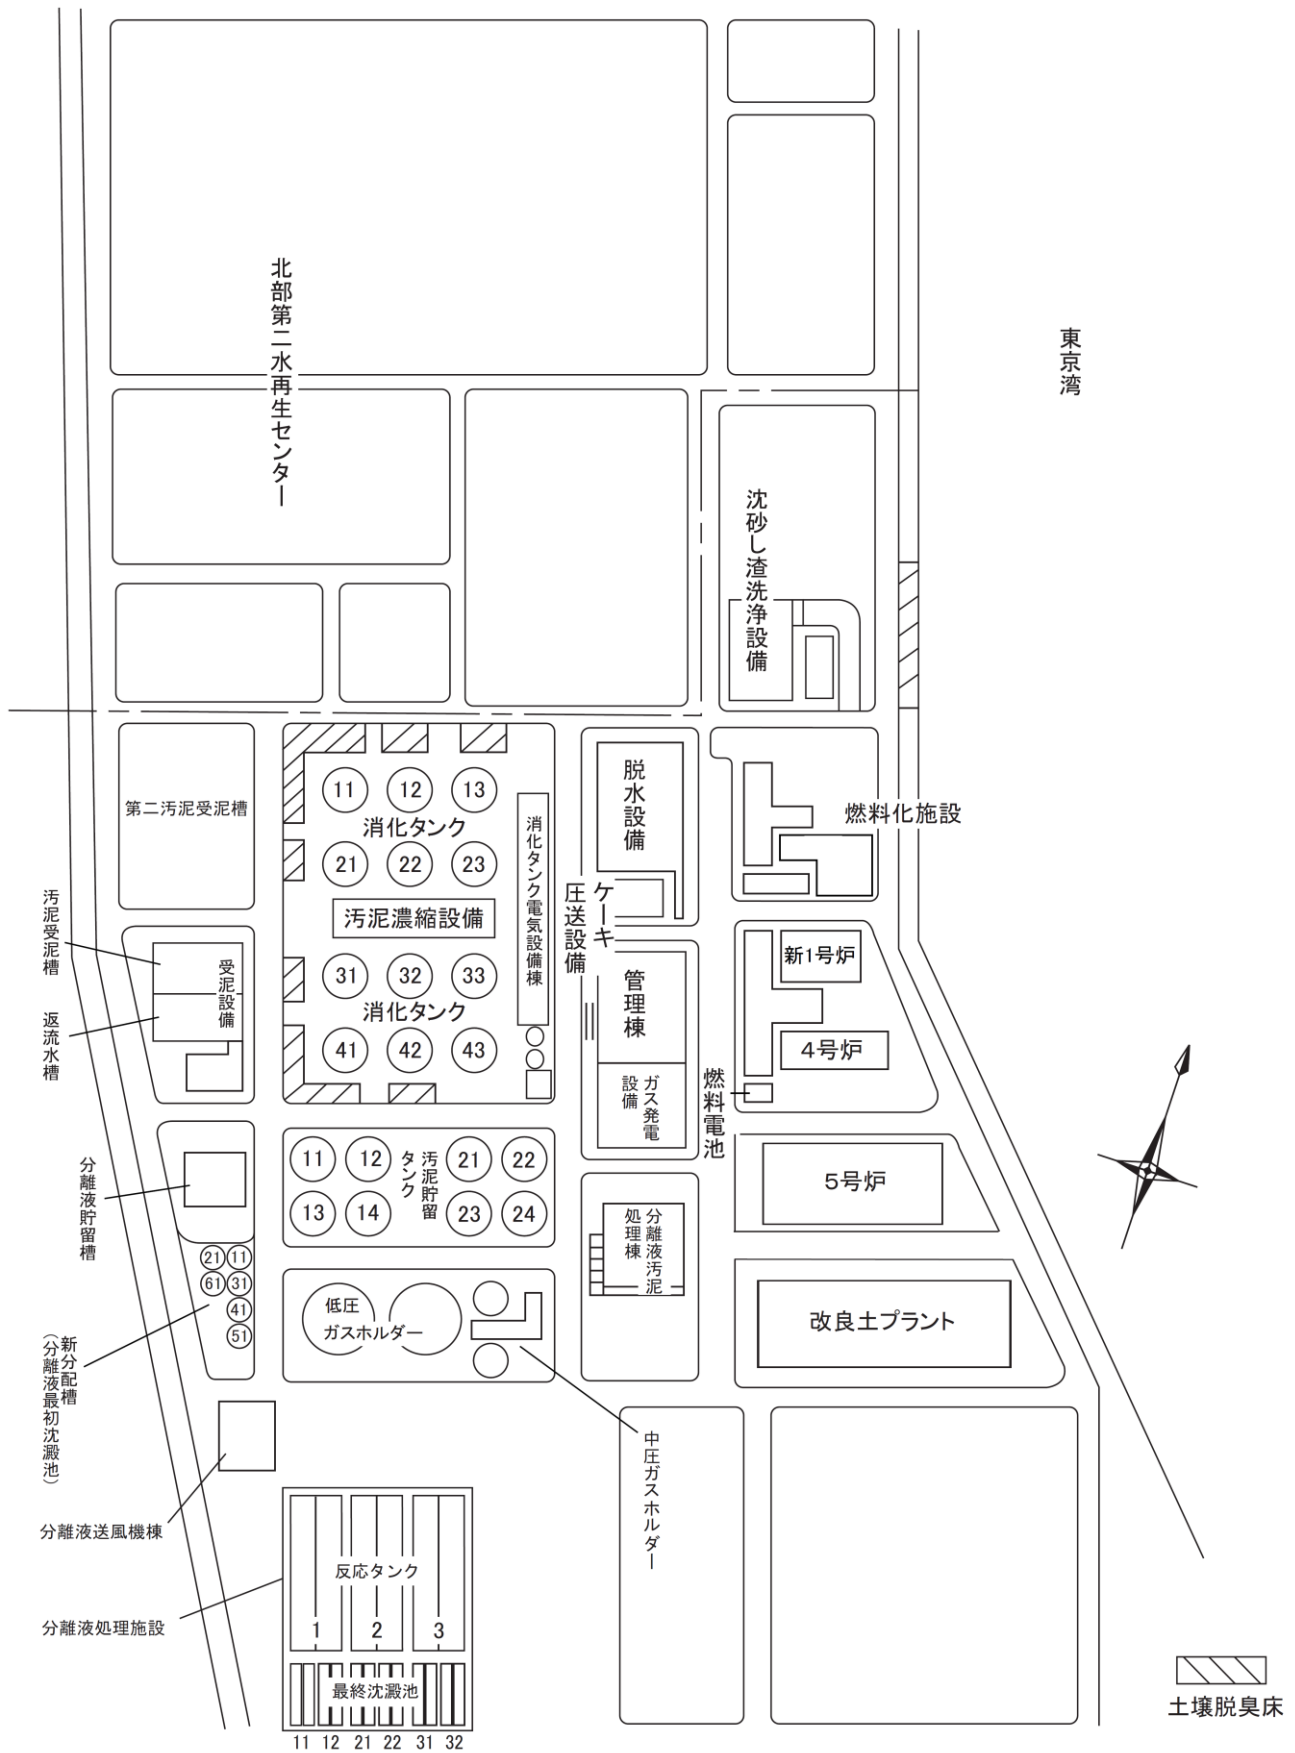 北部第二水再生センター
東京湾
沈砂し渣洗浄設備
第二汚泥受泥槽
11 12 13
消化タンク
21 22 23
汚泥濃縮設備
31 32 33
消化タンク
41 42 43
消化タンク電気設備棟
脱水設備
ケーキ
圧送設備
燃料化施設
汚泥受泥槽
受泥設備
返流水槽
管理棟
ガス発電
設備
新1号炉
4号炉
燃料電池
分離液貯留槽
11 12
13 14
汚泥貯留
タンク
21 22
23 24
5号炉
分離液汚泥
処理棟
21 11
61 31
41
51
新分配槽
(分離液最初沈澱池)
低圧
ガスホルダー
改良土プラント
中圧ガスホルダー
分離液送風機棟
分離液処理施設
反応タンク
1 2 3
最終沈澱池
11 12 21 22 31 32
土壌脱臭床